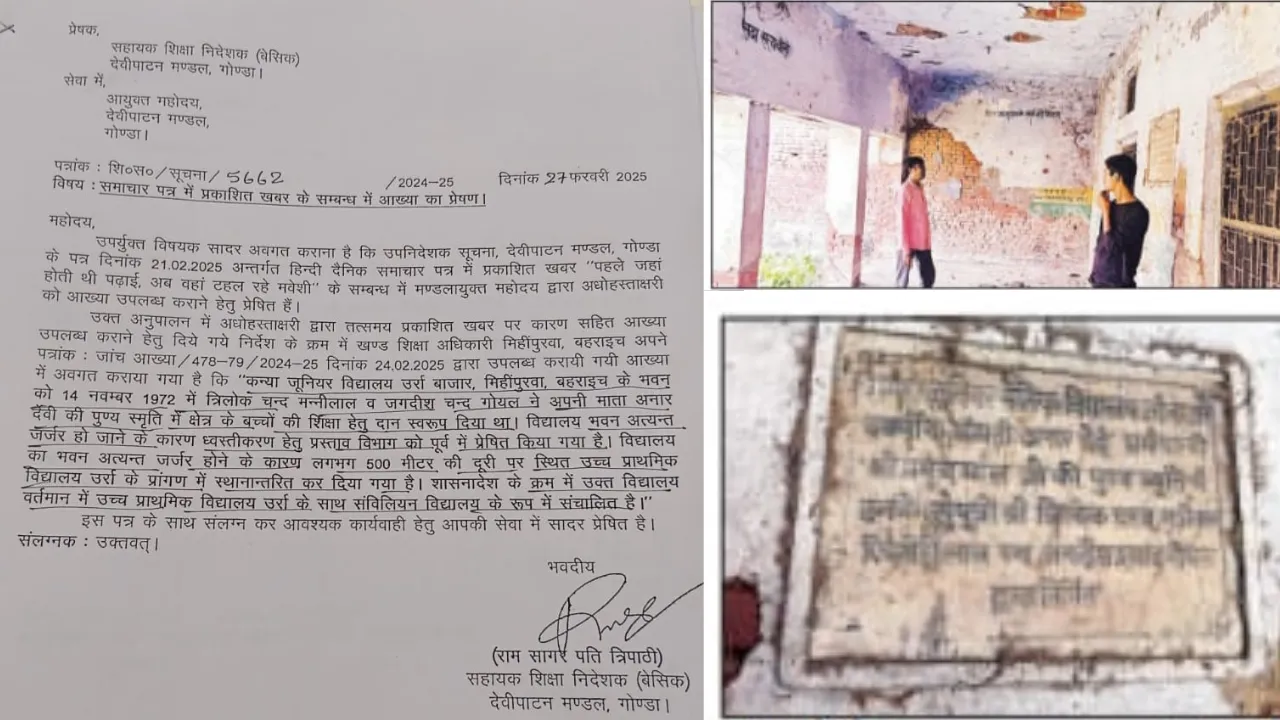 प्रेषक,
सहायक शिक्षा निदेशक (बेसिक)
देवीपाटन मण्डल, गोण्डा।
सेवा में,
आयुक्त महोदय,
देवीपाटन मण्डल,
गोण्डा।
पत्रांक : शि०स०/सूचना/5662 /2024-25 दिनांक 27 फरवरी 2025
विषय : समाचार पत्र में प्रकाशित खबर के सम्बन्ध में आख्या का प्रेषण।
महोदय,
उपर्युक्त विषयक सादर अवगत कराना है कि उपनिदेशक सूचना, देवीपाटन मण्डल, गोण्डा
के पत्र दिनांक 21.02.2025 अन्तर्गत हिन्दी दैनिक समाचार पत्र में प्रकाशित खबर "पहले जहां
होती थी पढ़ाई, अब वहां टहल रहे मवेशी" के सम्बन्ध में मण्डलायुक्त महोदय द्वारा अधोहस्ताक्षरी
को आख्या उपलब्ध कराने हेतु प्रेषित हैं।
उक्त अनुपालन में अधोहस्ताक्षरी द्वारा तत्समय प्रकाशित खबर पर कारण सहित आख्या
उपलब्ध कराने हेतु दिये गये निर्देश के क्रम में खण्ड शिक्षा अधिकारी मिहींपुरवा, बहराइच अपने
पत्रांक : जांच आख्या/478-79/2024-25 दिनांक 24.02.2025 द्वारा उपलब्ध करायी गयी आख्या
में अवगत कराया गया है कि "कन्या जूनियर विद्यालय उर्रा बाजार, मिहींपुरवा, बहराइच के भवन
को 14 नवम्बर 1972 में त्रिलोक चन्द मन्नीलाल व जगदीश चन्द गोयल ने अपनी माता अनार
देवी की पुण्य स्मृति में क्षेत्र के बच्चों की शिक्षा हेतु दान स्वरूप दिया था। विद्यालय भवन अत्यन्त
जर्जर हो जाने के कारण ध्वस्तीकरण हेतु प्रस्ताव विभाग को पूर्व में प्रेषित किया गया है। विद्यालय
का भवन अत्यन्त जर्जर होने के कारण लगभग 500 मीटर की दूरी पर स्थित उच्च प्राथमिक
विद्यालय उर्रा के प्रांगण में स्थानान्तरित कर दिया गया है। शासनादेश के क्रम में उक्त विद्यालय
वर्तमान में उच्च प्राथमिक विद्यालय उर्रा के साथ संविलियन विद्यालय के रूप में संचालित है।"
इस पत्र के साथ संलग्न कर आवश्यक कार्यवाही हेतु आपकी सेवा में सादर प्रेषित है।
संलग्नक : उक्तवत्।
भवदीय
(राम सागर पति त्रिपाठी)
सहायक शिक्षा निदेशक (बेसिक)
देवीपाटन मण्डल, गोण्डा।